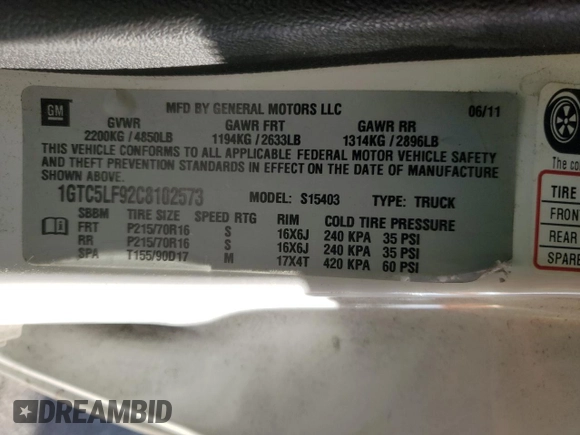 GM
MFD BY GENERAL MOTORS LLC 06/11
GVWR GAWR FRT GAWR RR
2200KG / 4850LB 1194KG / 2633LB 1314KG / 2896LB
THIS VEHICLE CONFORMS TO ALL APPLICABLE FEDERAL MOTOR VEHICLE SAFETY
AND THEFT PREVENTION STANDARDS IN EFFECT ON THE DATE OF MANUFACTURE
SHOWN ABOVE.
1GTC5LF92C8102573 MODEL: S15403 TYPE: TRUCK
SBBM TIRE SIZE SPEED RTG RIM COLD TIRE PRESSURE
FRT P215/70R16 S 16X6J 240 KPA 35 PSI
RR P215/70R16 S 16X6J 240 KPA 35 PSI
SPA T155/90D17 M 17X4T 420 KPA 60 PSI
The co
TIRE
FRON
REAR
SPARE
DREAMBID